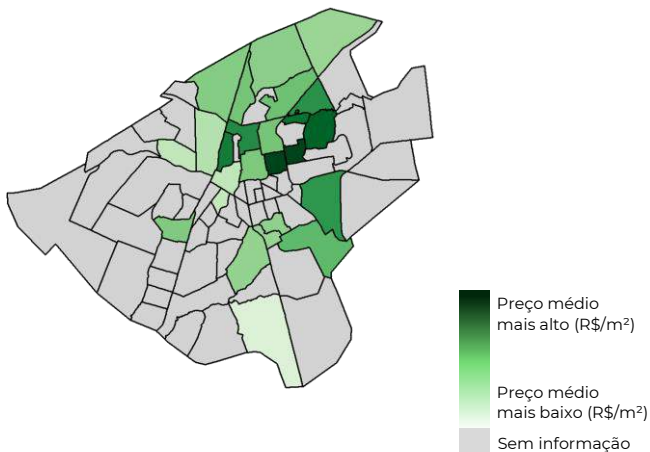 Preço médio
mais alto (R$/m²)
Preço médio
mais baixo (R$/m²)
Sem informação